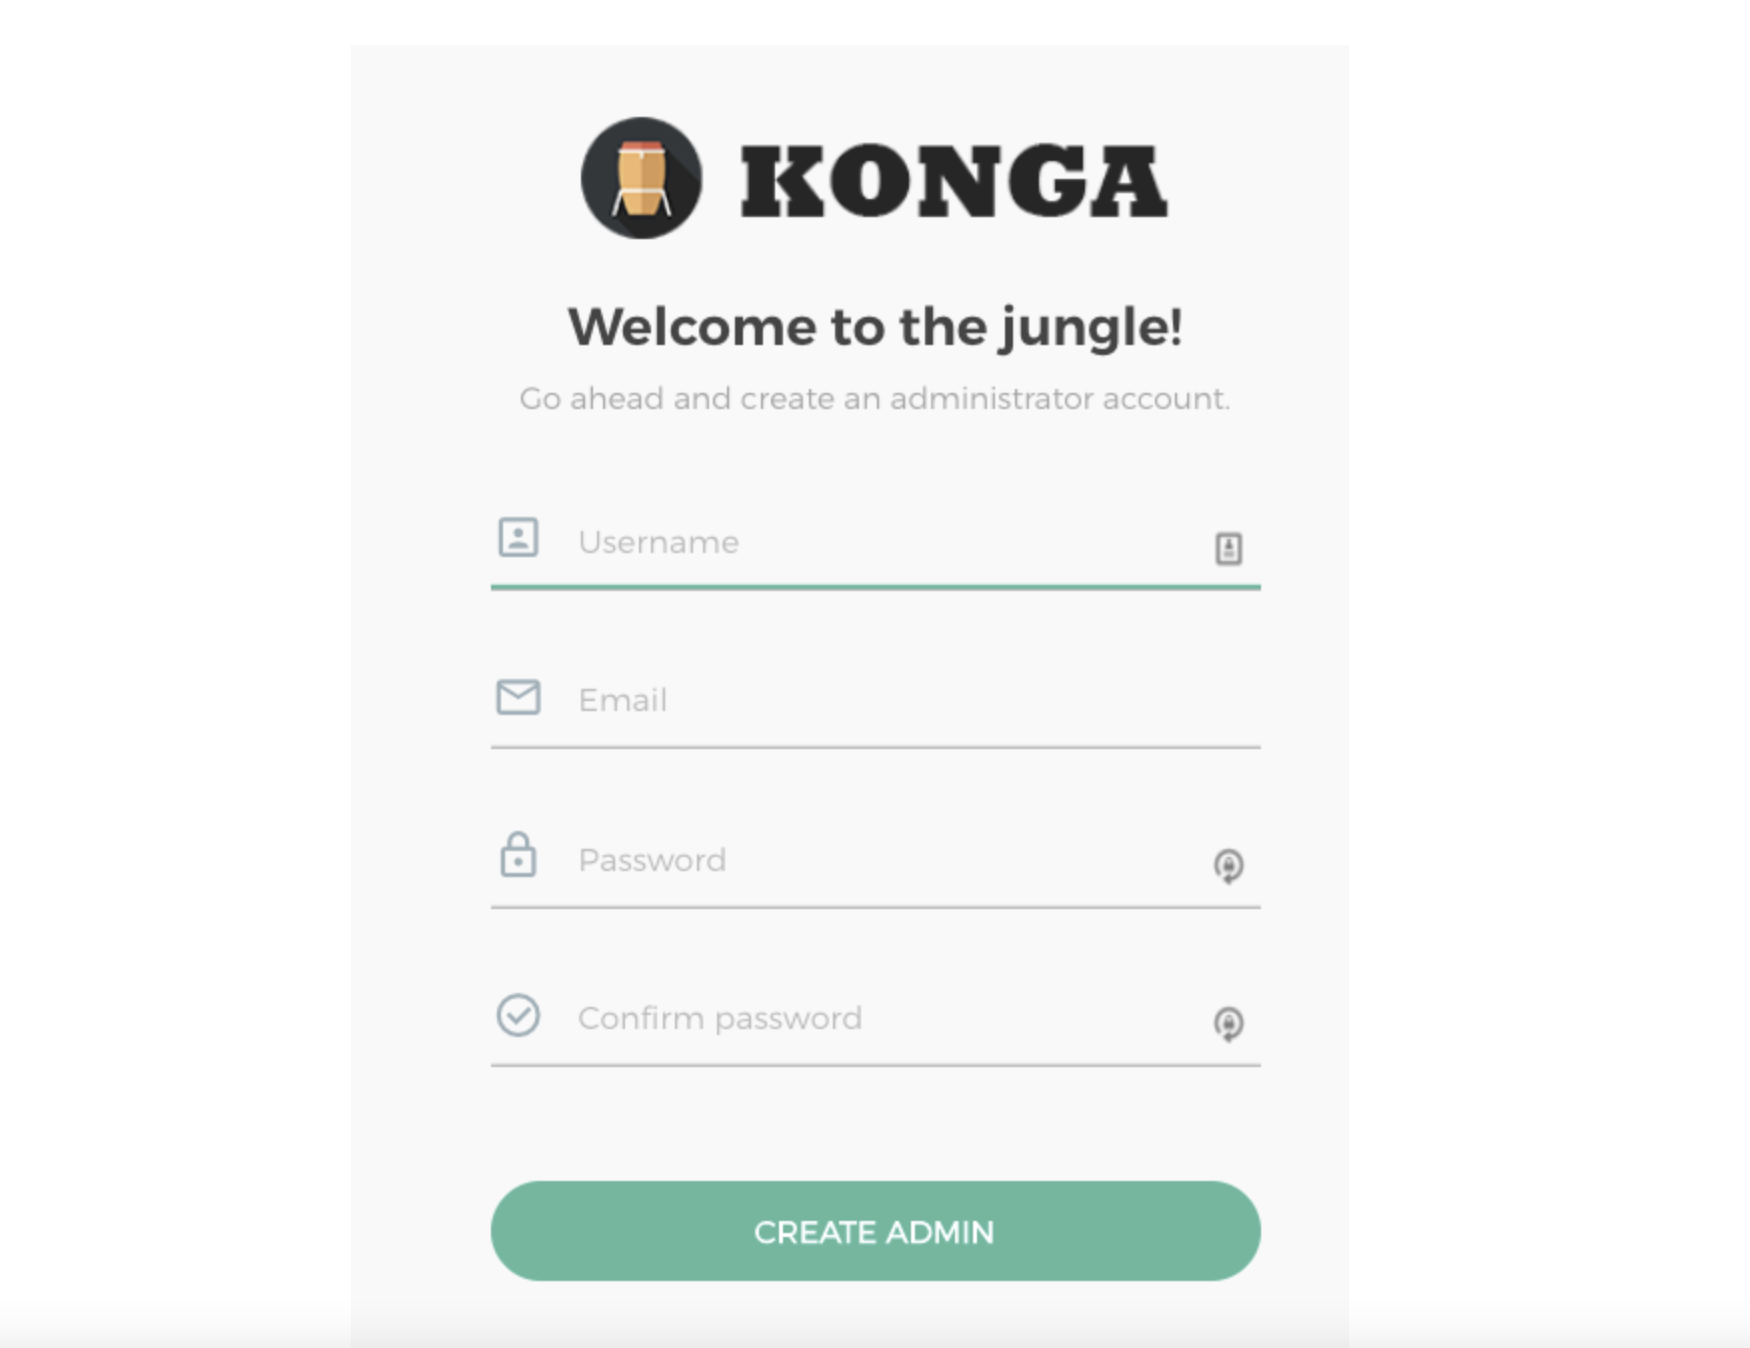 KONGA
Welcome to the jungle!
Go ahead and create an administrator account.
Username
Email
Password
Confirm password
CREATE ADMIN